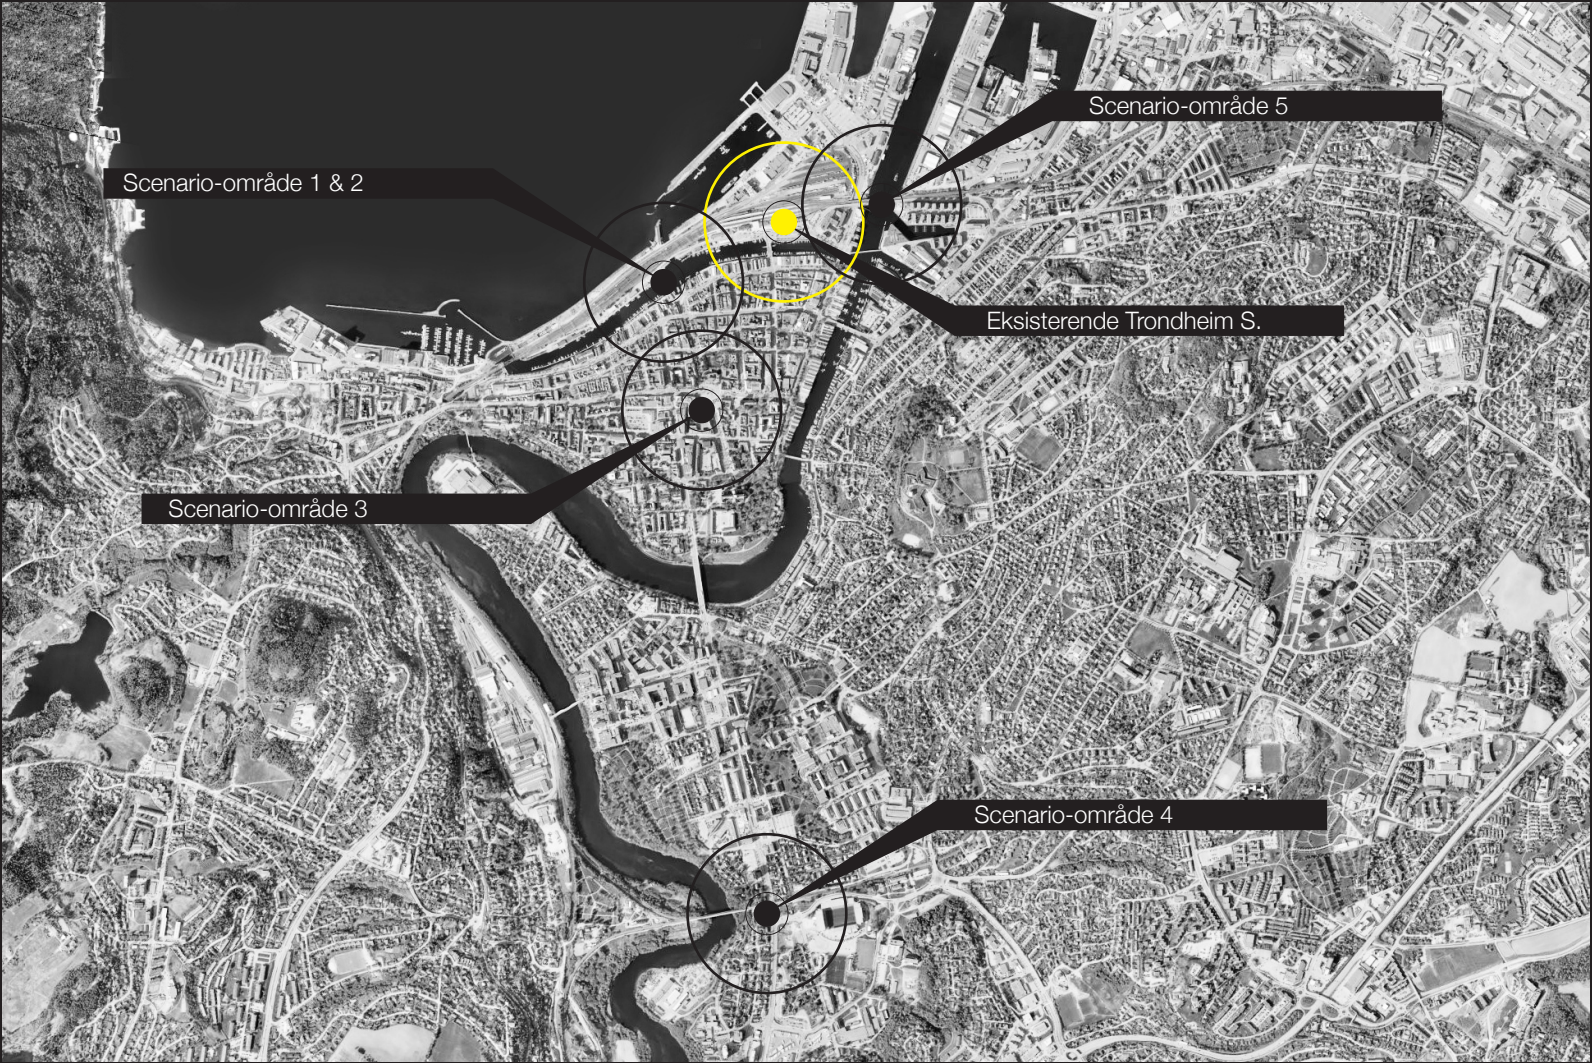 Scenario-område 5
Scenario-område 1 & 2
Eksisterende Trondheim S.
Scenario-område 3
Scenario-område 4